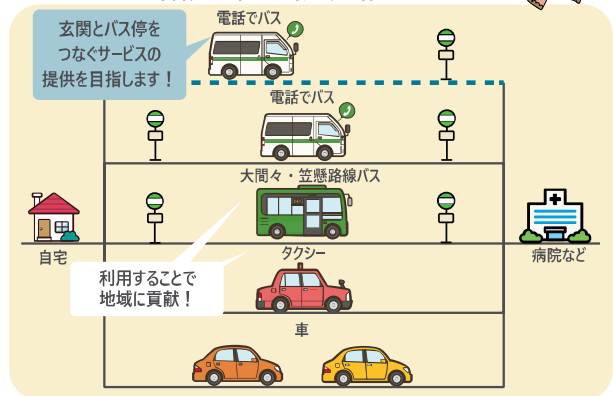 電話でバス
玄関とバス停を
つなぐサービスの
提供を目指します！
電話でバス
大間々・笠懸路線バス
自宅
病院など
タクシー
利用することで
地域に貢献！
車